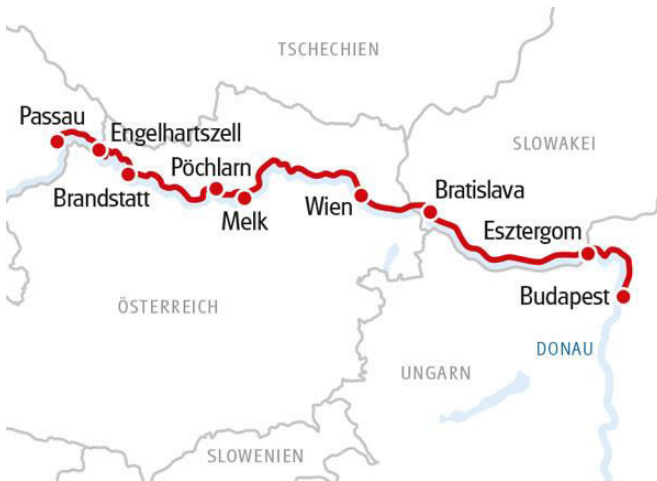 TSCHECHIEN
Passau
Engelhartszell
SLOWAKEI
Pöchlarn
Brandstatt
Melk
Wien
Bratislava
Esztergom
Budapest
ÖSTERREICH
DONAU
UNGARN
SLOWENIEN